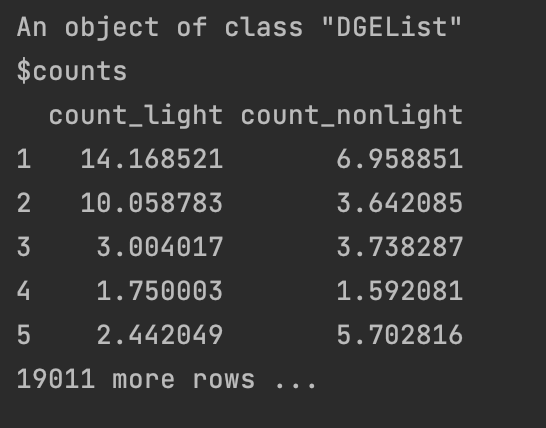 An object of class "DGEList"
$counts
  count_light count_nonlight
1   14.168521       6.958851
2   10.058783       3.642085
3    3.004017       3.738287
4    1.750003       1.592081
5    2.442049       5.702816
19011 more rows ...